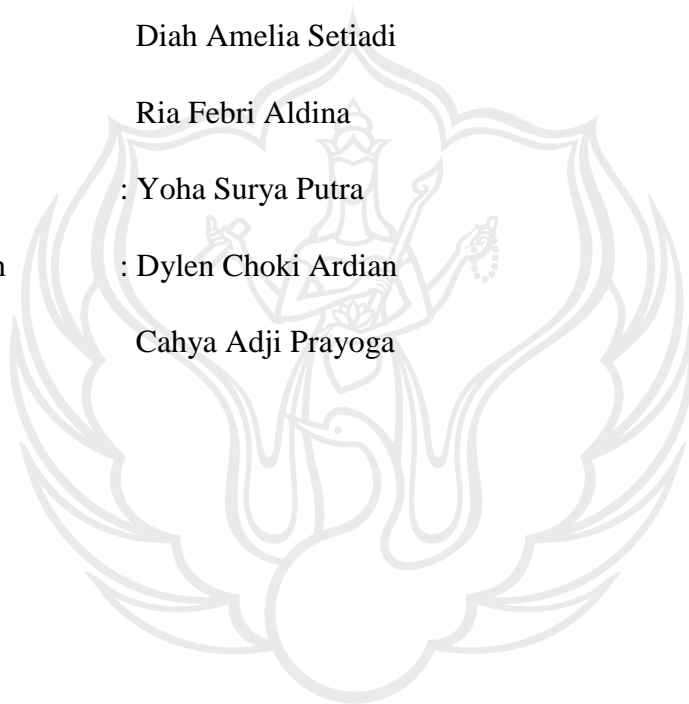 Diah Amelia Setiadi
Ria Febri Aldina
: Yoha Surya Putra
: Dylen Choki Ardian
Cahya Adji Prayoga